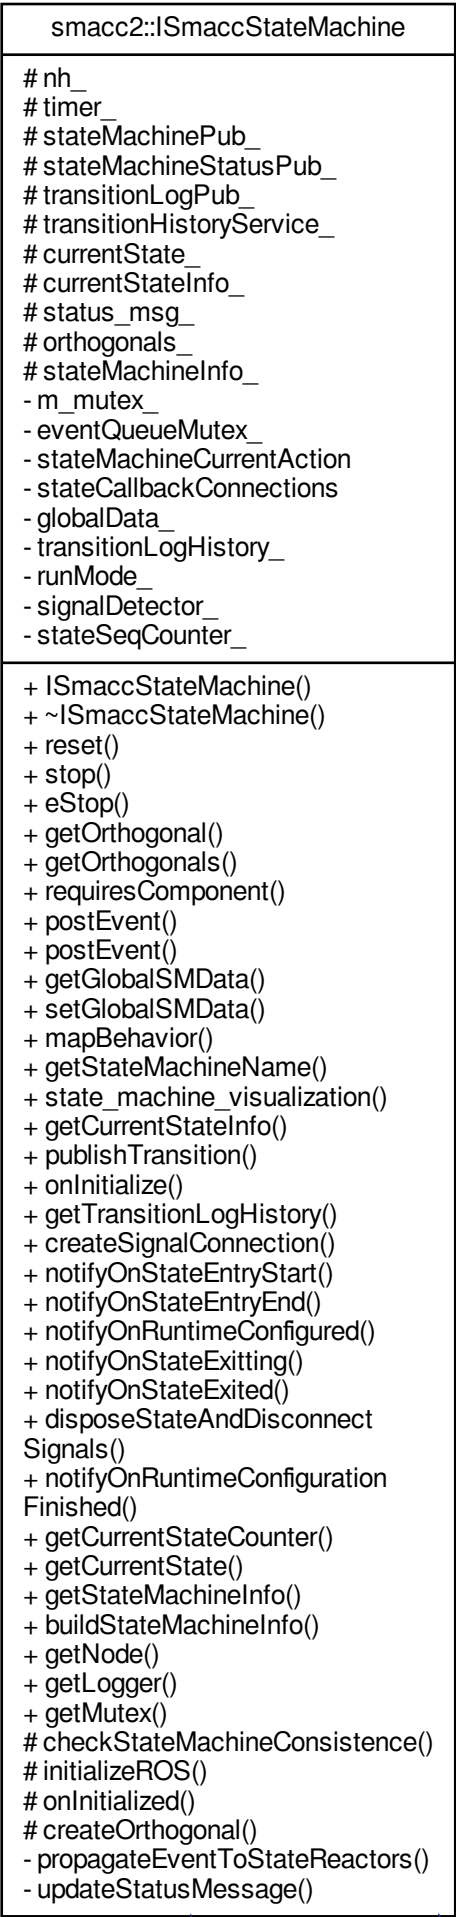 smacc2::ISmaccStateMachine
# nh_
# timer_
# stateMachinePub_
# stateMachineStatusPub_
# transitionLogPub_
# transitionHistoryService_
# currentState_
# currentStateInfo_
# status_msg_
# orthogonals_
# stateMachineInfo_
- m_mutex_
- eventQueueMutex_
- stateMachineCurrentAction
- stateCallbackConnections
- globalData_
- transitionLogHistory_
- runMode_
- signalDetector_
- stateSeqCounter_
+ ISmaccStateMachine()
+ ~ISmaccStateMachine()
+ reset()
+ stop()
+ eStop()
+ getOrthogonal()
+ getOrthogonals()
+ requiresComponent()
+ postEvent()
+ postEvent()
+ getGlobalSMData()
+ setGlobalSMData()
+ mapBehavior()
+ getStateMachineName()
+ state_machine_visualization()
+ getCurrentStateInfo()
+ publishTransition()
+ onInitialize()
+ getTransitionLogHistory()
+ createSignalConnection()
+ notifyOnStateEntryStart()
+ notifyOnStateEntryEnd()
+ notifyOnRuntimeConfigured()
+ notifyOnStateExitting()
+ notifyOnStateExited()
+ disposeStateAndDisconnect
Signals()
+ notifyOnRuntimeConfiguration
Finished()
+ getCurrentStateCounter()
+ getCurrentState()
+ getStateMachineInfo()
+ buildStateMachineInfo()
+ getNode()
+ getLogger()
+ getMutex()
# checkStateMachineConsistence()
# initializeROS()
# onInitialized()
# createOrthogonal()
- propagateEventToStateReactors()
- updateStatusMessage()